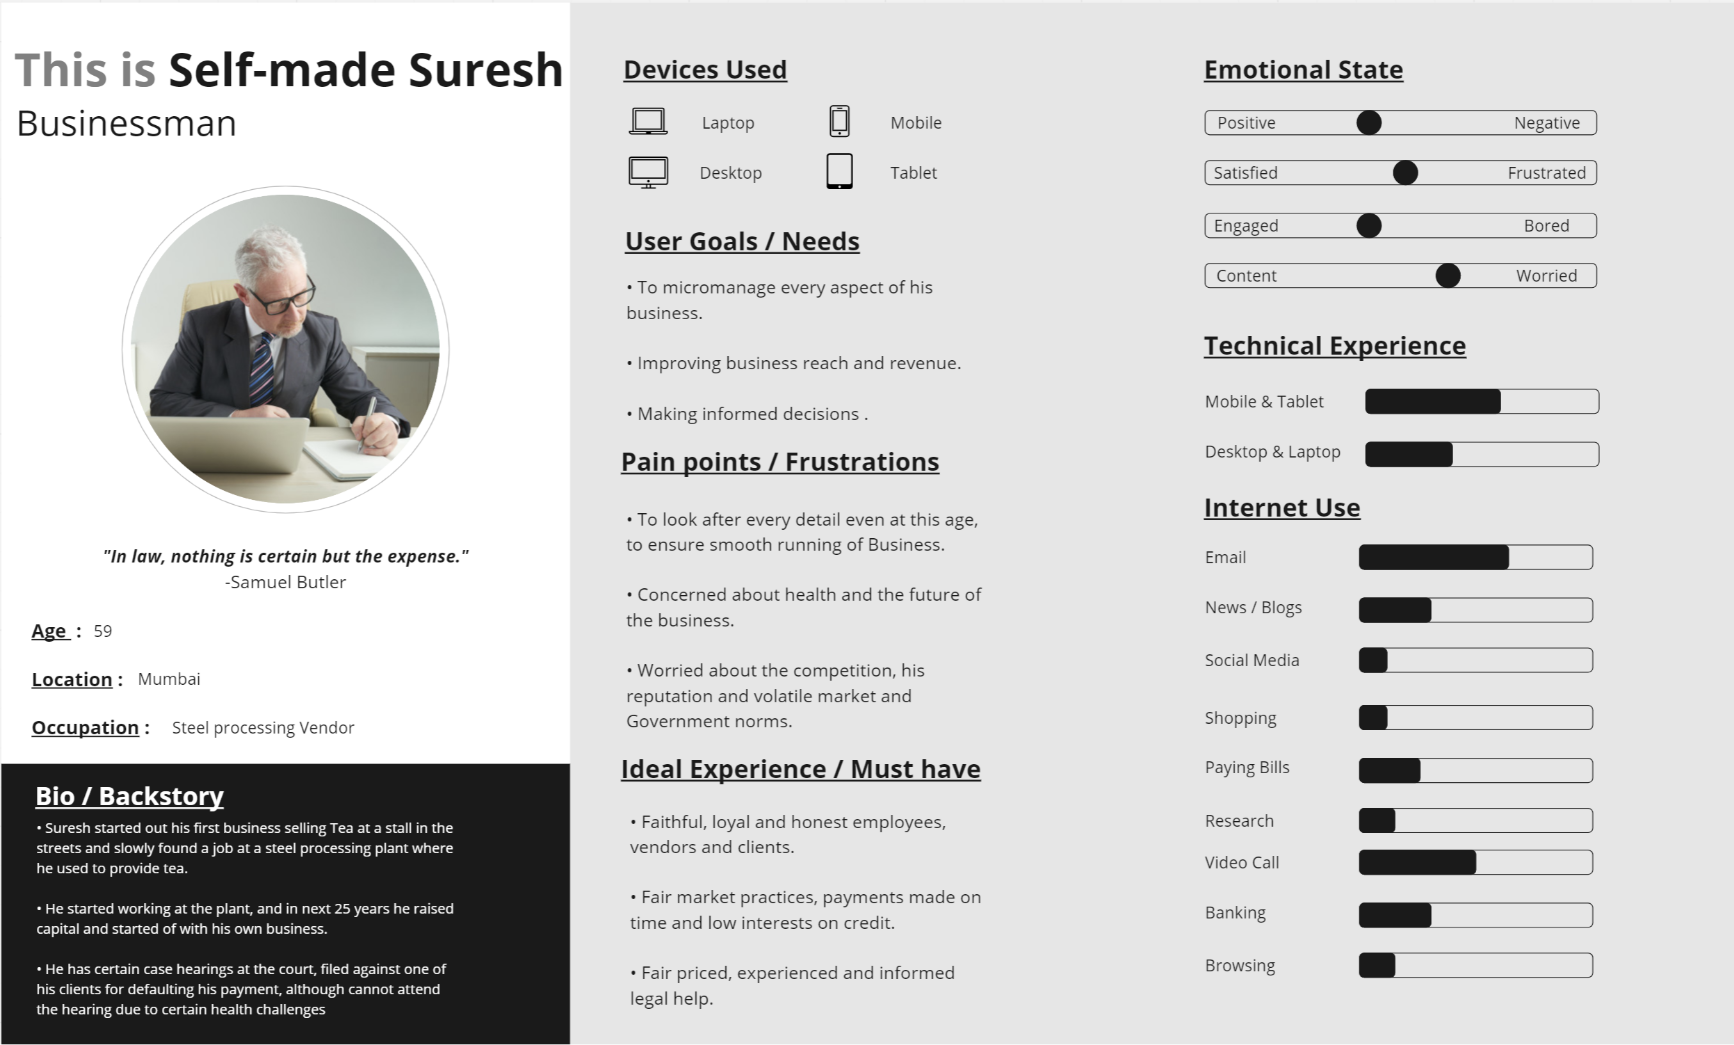 This is Self-made Suresh
Businessman
"In law, nothing is certain but the expense."
-Samuel Butler
Age : 59
Location : Mumbai
Occupation : Steel processing Vendor
Bio / Backstory
• Suresh started out his first business selling Tea at a stall in the
streets and slowly found a job at a steel processing plant where
he used to provide tea.
• He started working at the plant, and in next 25 years he raised
capital and started of with his own business.
• He has certain case hearings at the court, filed against one of
his clients for defaulting his payment, although cannot attend
the hearing due to certain health challenges
Devices Used
Laptop
Mobile
Desktop
Tablet
User Goals / Needs
• To micromanage every aspect of his
business.
• Improving business reach and revenue.
• Making informed decisions .
Pain points / Frustrations
• To look after every detail even at this age,
to ensure smooth running of Business.
• Concerned about health and the future of
the business.
• Worried about the competition, his
reputation and volatile market and
Government norms.
Ideal Experience / Must have
• Faithful, loyal and honest employees,
vendors and clients.
• Fair market practices, payments made on
time and low interests on credit.
• Fair priced, experienced and informed
legal help.
Emotional State
Positive Negative
Satisfied Frustrated
Engaged Bored
Content Worried
Technical Experience
Mobile & Tablet
Desktop & Laptop
Internet Use
Email
News / Blogs
Social Media
Shopping
Paying Bills
Research
Video Call
Banking
Browsing